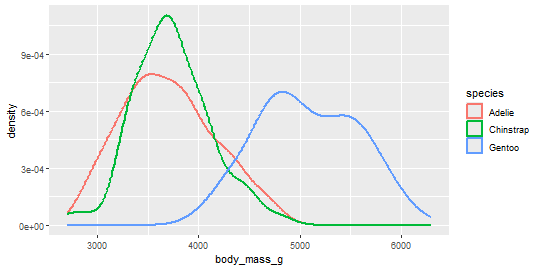 density
9e-04
6e-04
3e-04
0e+00
3000 4000 5000 6000
body_mass_g
species
Adelie
Chinstrap
Gentoo